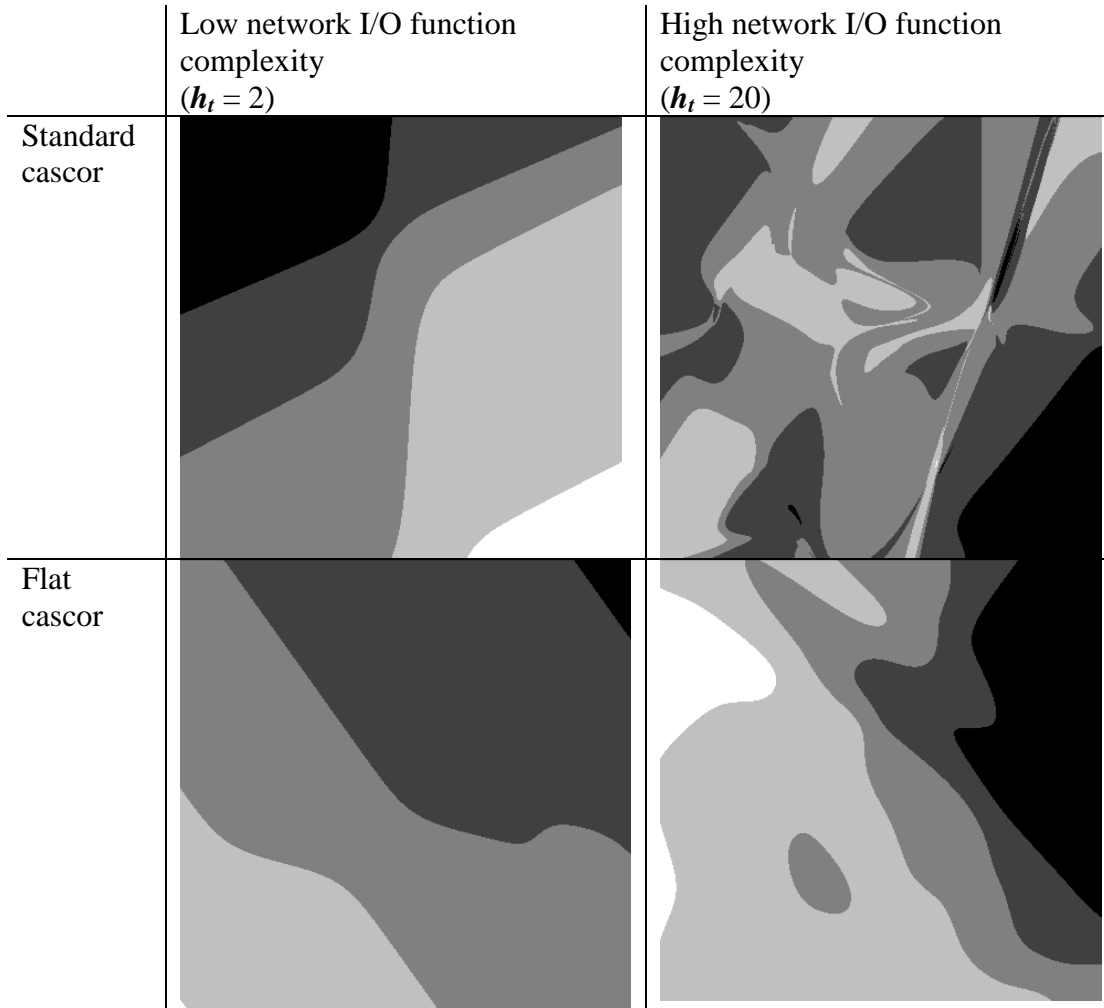 Low network I/O function
complexity
(h_t = 2)
High network I/O function
complexity
(h_t = 20)
Standard
cascor
Flat
cascor